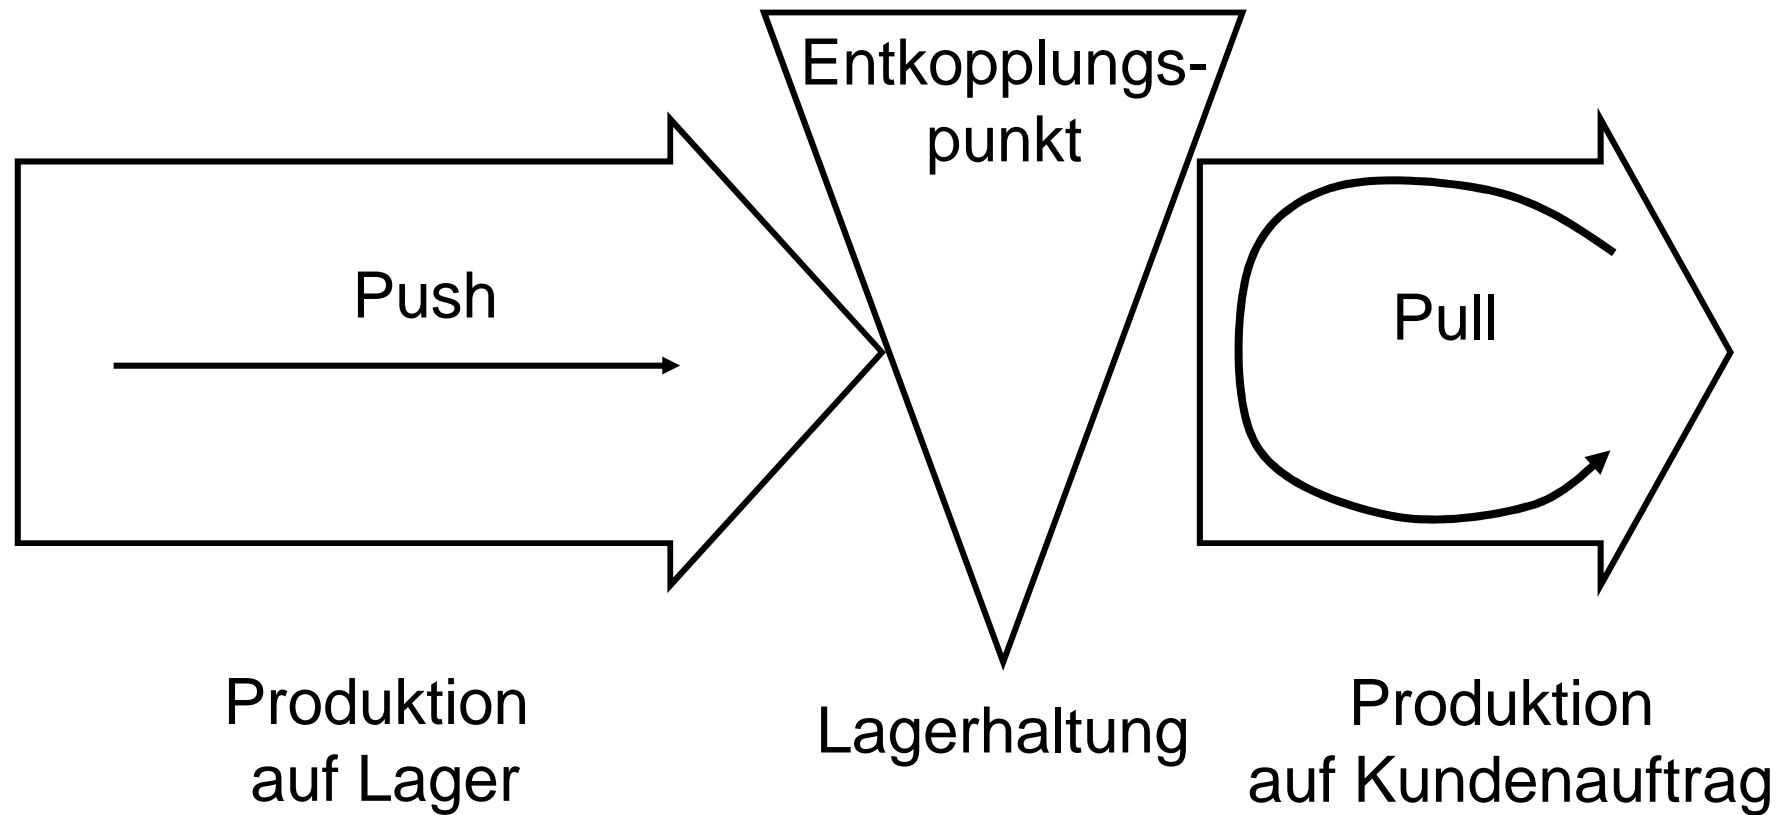 Entkopplungs-
punkt
Push
Pull
Produktion
auf Lager
Lagerhaltung
Produktion
auf Kundenauftrag